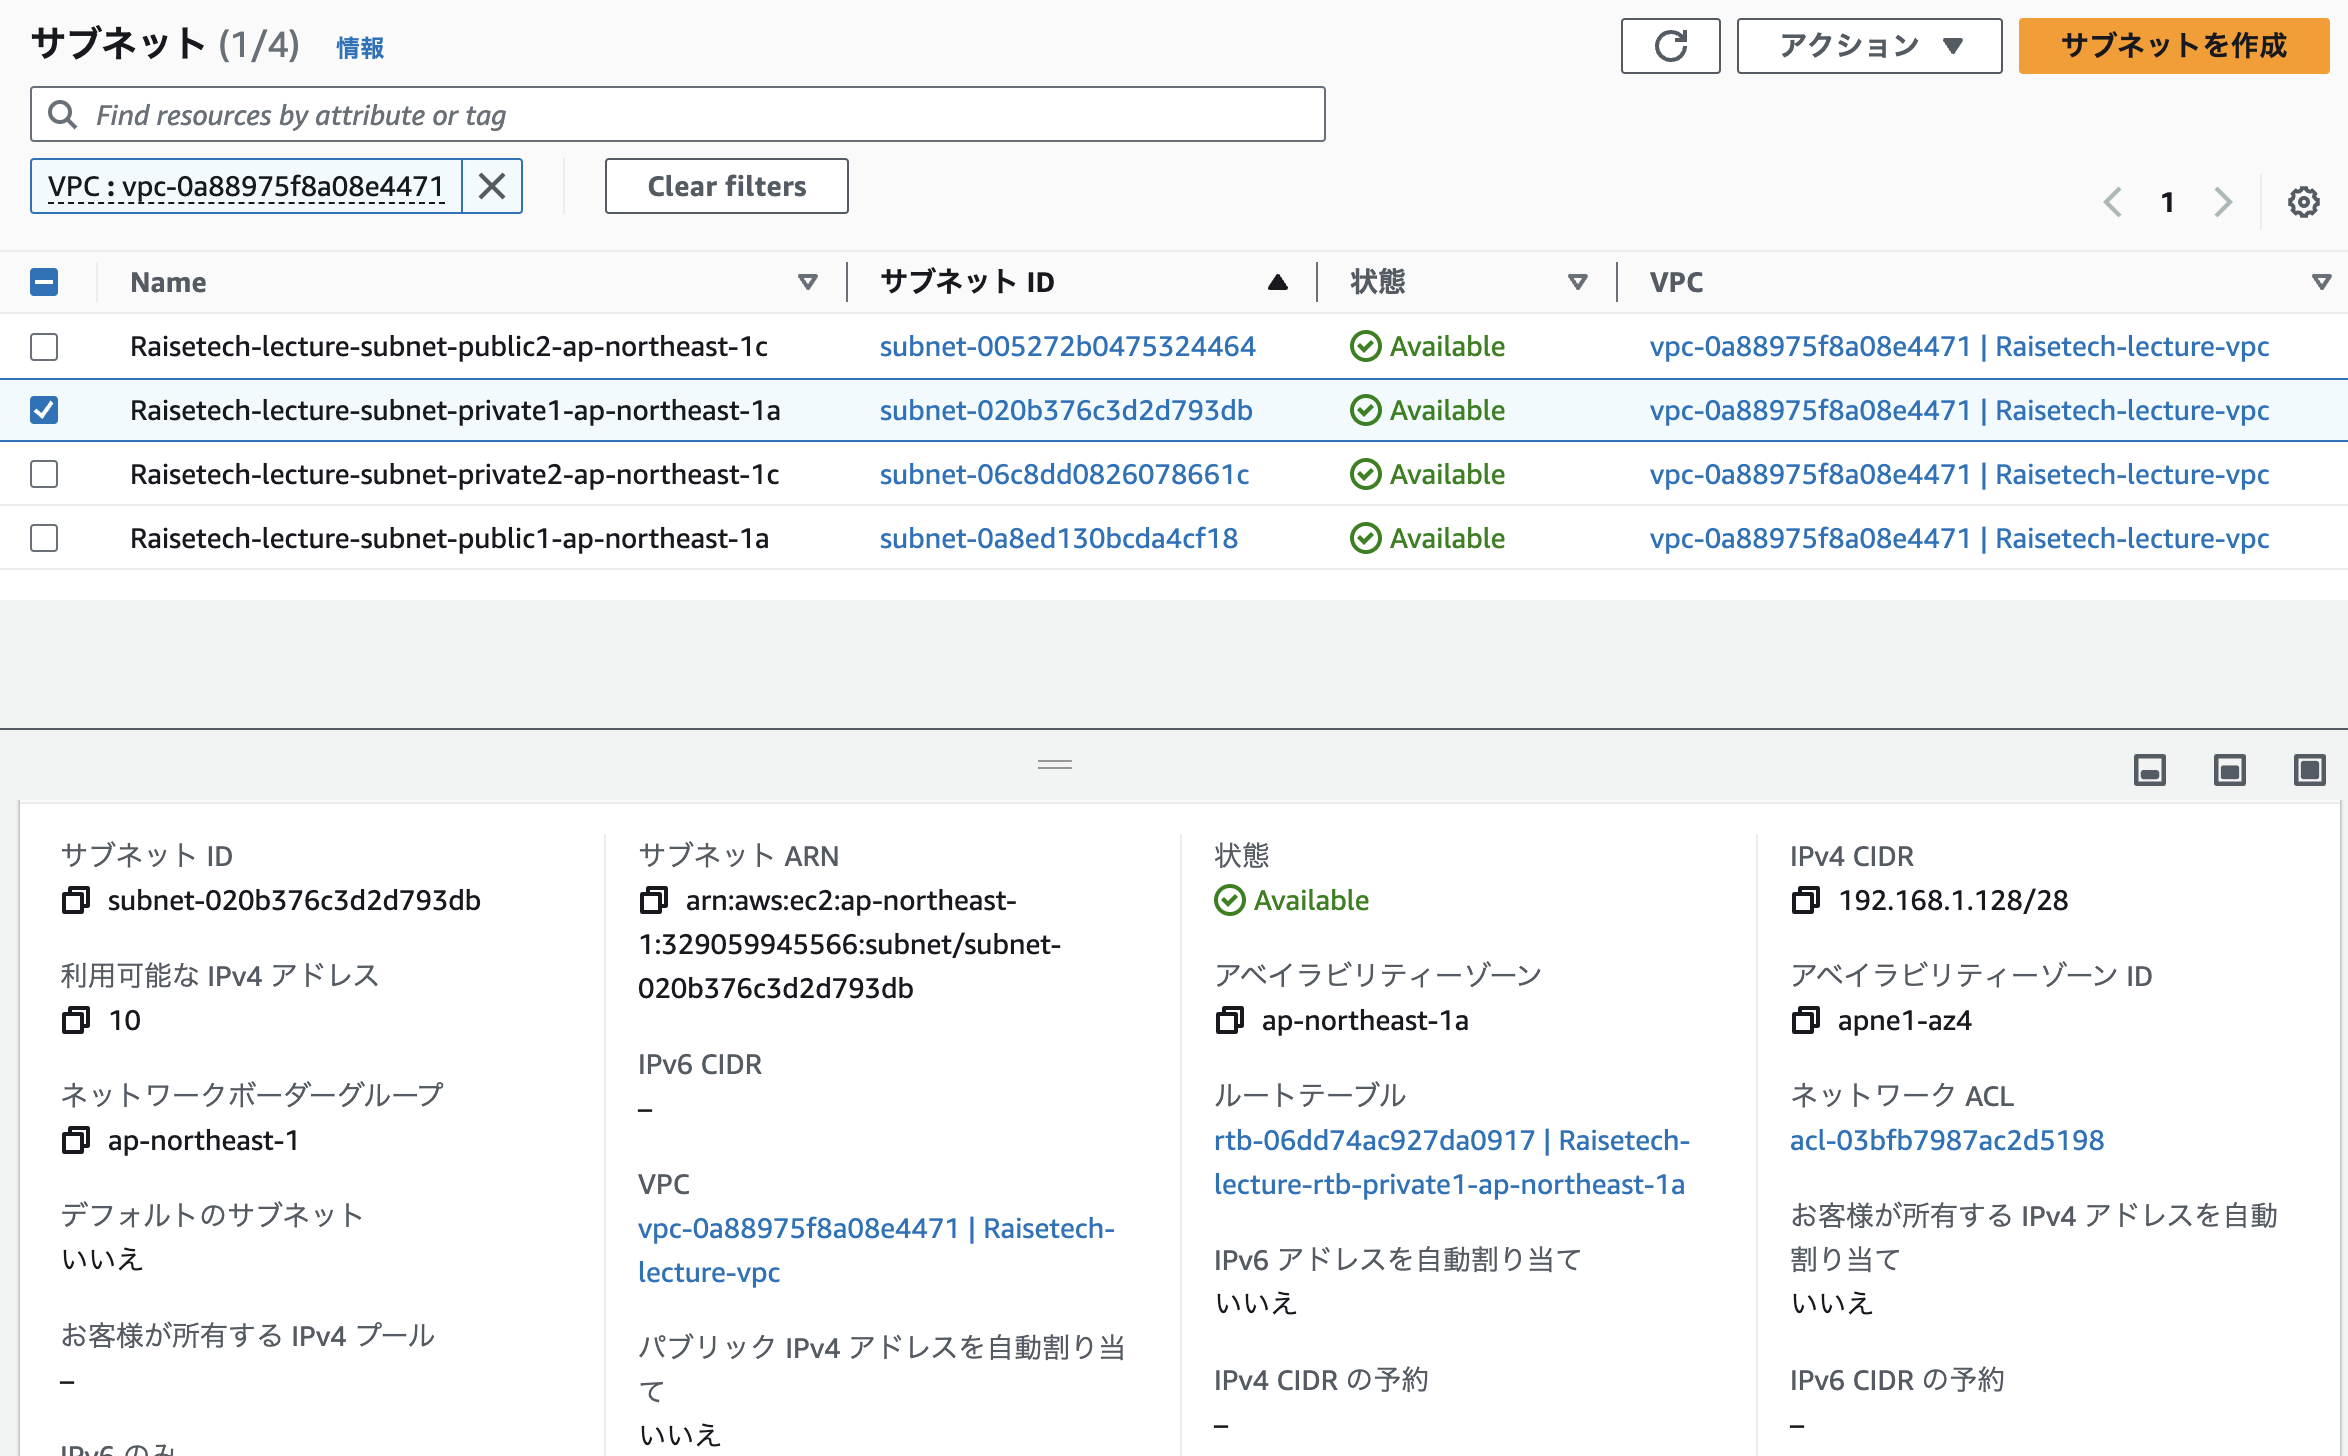 サブネット (1/4) 情報
アクション
サブネットを作成
Find resources by attribute or tag
VPC : vpc-0a88975f8a08e4471
Clear filters
1
Name サブネット ID 状態 VPC
Raisetech-lecture-subnet-public2-ap-northeast-1c subnet-005272b0475324464 Available vpc-0a88975f8a08e4471 | Raisetech-lecture-vpc
Raisetech-lecture-subnet-private1-ap-northeast-1a subnet-020b376c3d2d793db Available vpc-0a88975f8a08e4471 | Raisetech-lecture-vpc
Raisetech-lecture-subnet-private2-ap-northeast-1c subnet-06c8dd0826078661c Available vpc-0a88975f8a08e4471 | Raisetech-lecture-vpc
Raisetech-lecture-subnet-public1-ap-northeast-1a subnet-0a8ed130bcda4cf18 Available vpc-0a88975f8a08e4471 | Raisetech-lecture-vpc
サブネット ID
subnet-020b376c3d2d793db
利用可能な IPv4 アドレス
10
ネットワークボーダーグループ
ap-northeast-1
デフォルトのサブネット
いいえ
お客様が所有する IPv4 プール
–
IPv6 のみ
サブネット ARN
arn:aws:ec2:ap-northeast-
1:329059945566:subnet/subnet-
020b376c3d2d793db
IPv6 CIDR
–
VPC
vpc-0a88975f8a08e4471 | Raisetech-
lecture-vpc
パブリック IPv4 アドレスを自動割り当
て
いいえ
状態
Available
アベイラビリティーゾーン
ap-northeast-1a
ルートテーブル
rtb-06dd74ac927da0917 | Raisetech-
lecture-rtb-private1-ap-northeast-1a
IPv6 アドレスを自動割り当て
いいえ
IPv4 CIDR の予約
–
IPv4 CIDR
192.168.1.128/28
アベイラビリティーゾーン ID
apne1-az4
ネットワーク ACL
acl-03bfb7987ac2d5198
お客様が所有する IPv4 アドレスを自動
割り当て
いいえ
IPv6 CIDR の予約
–